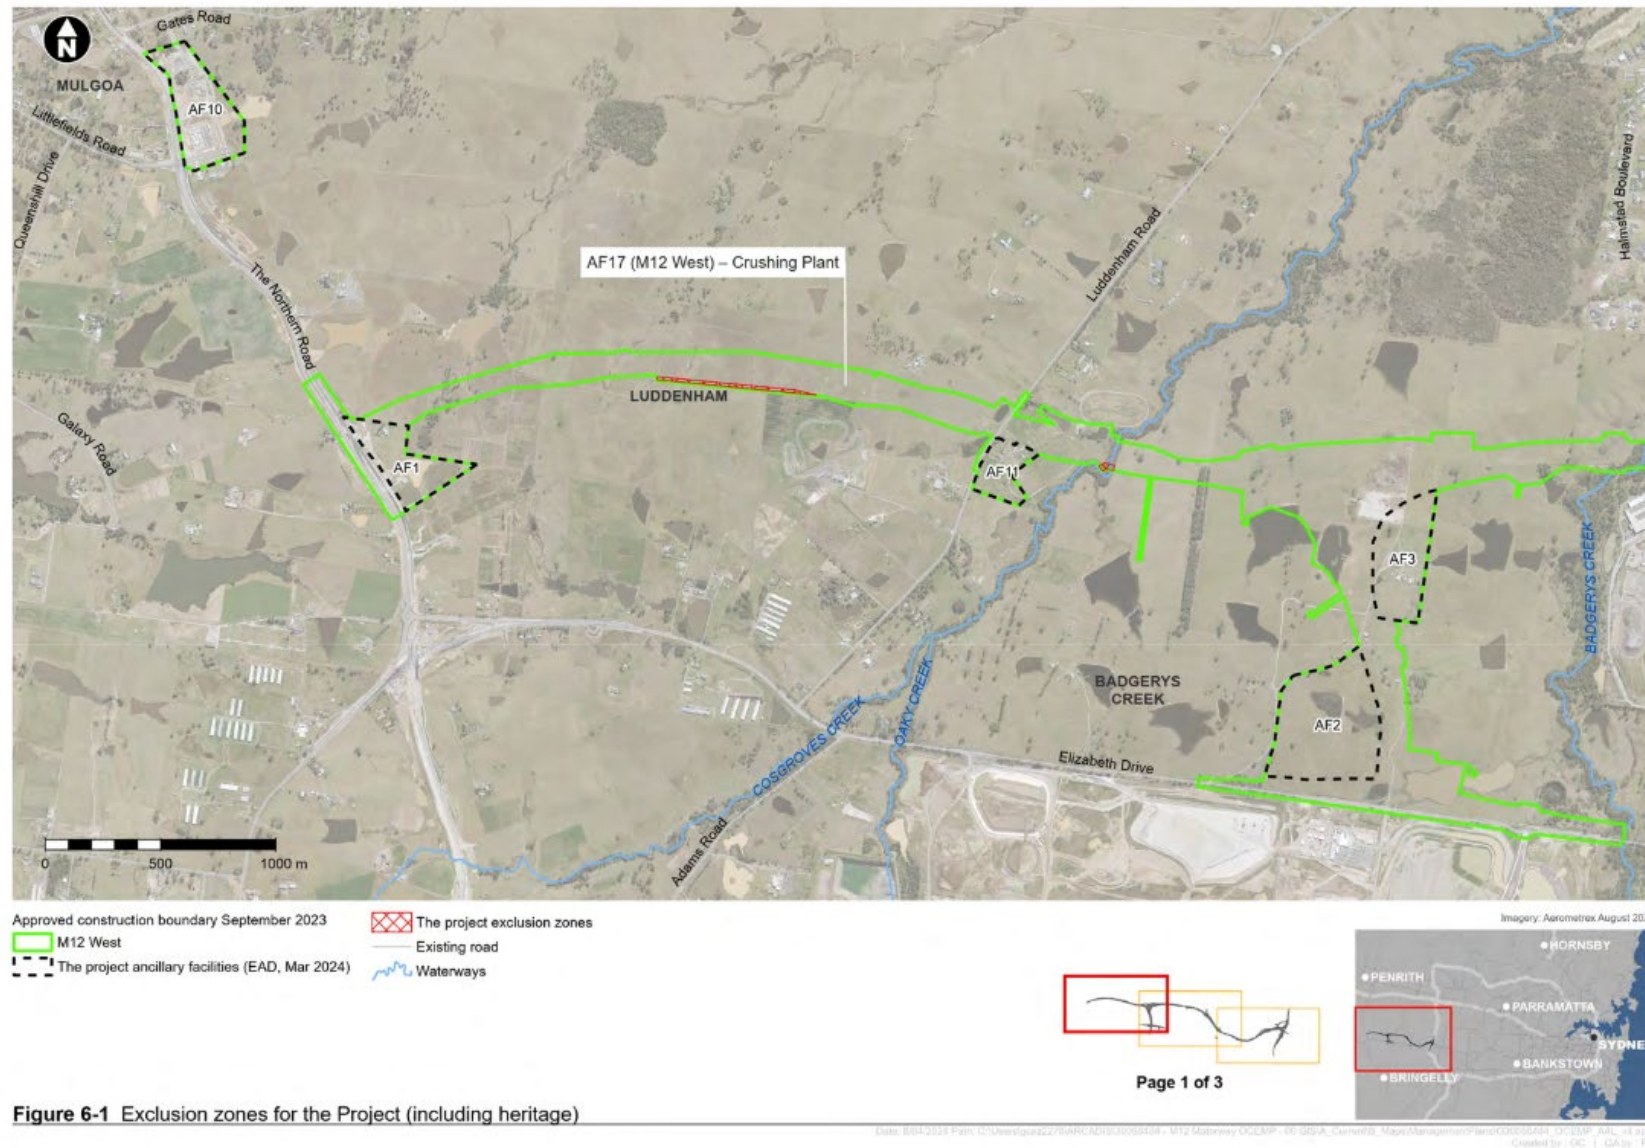 Gates Road
N
MULGOA
AF10
Littlefields Road
Queenshill Drive
Halmstad Boulevard
The Northern Road
AF17 (M12 West) – Crushing Plant
Luddenham Road
LUDDENHAM
Galaxy Road
AF1
AF11
AF3
BADGERYS CREEK
BADGERYS
CREEK
AF2
OAKY CREEK
COSGROVES CREEK
Elizabeth Drive
Adams Road
0 500 1000 m
Approved construction boundary September 2023
M12 West
The project ancillary facilities (EAD, Mar 2024)
The project exclusion zones
Existing road
Waterways
Imagery: Aerometrex August
HORNSBY
PENRITH
PARRAMATTA
SYDNE
BANKSTOWN
BRINGELLY
Page 1 of 3
Figure 6-1 Exclusion zones for the Project (including heritage)